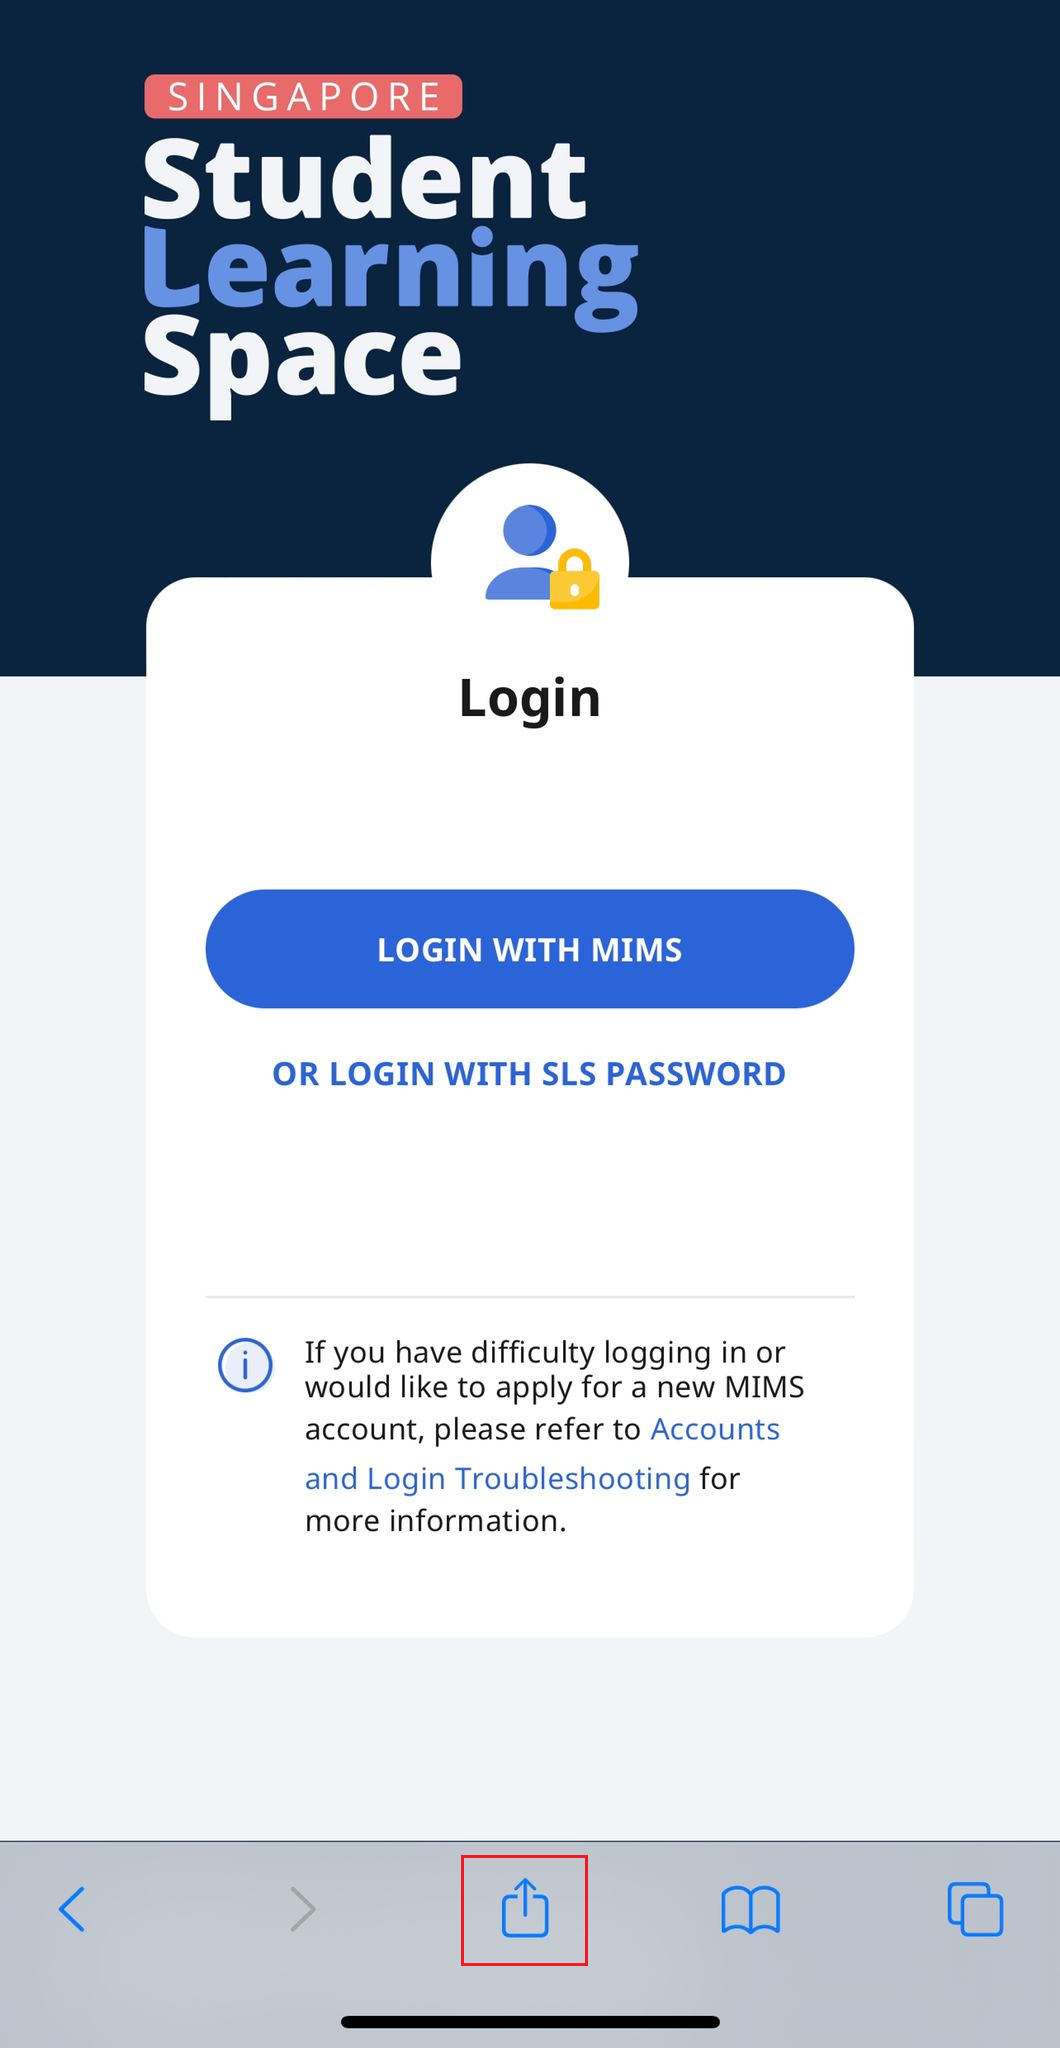 SINGAPORE
Student
Learning
Space
Login
LOGIN WITH MIMS
OR LOGIN WITH SLS PASSWORD
If you have difficulty logging in or
would like to apply for a new MIMS
account, please refer to Accounts
and Login Troubleshooting for
more information.